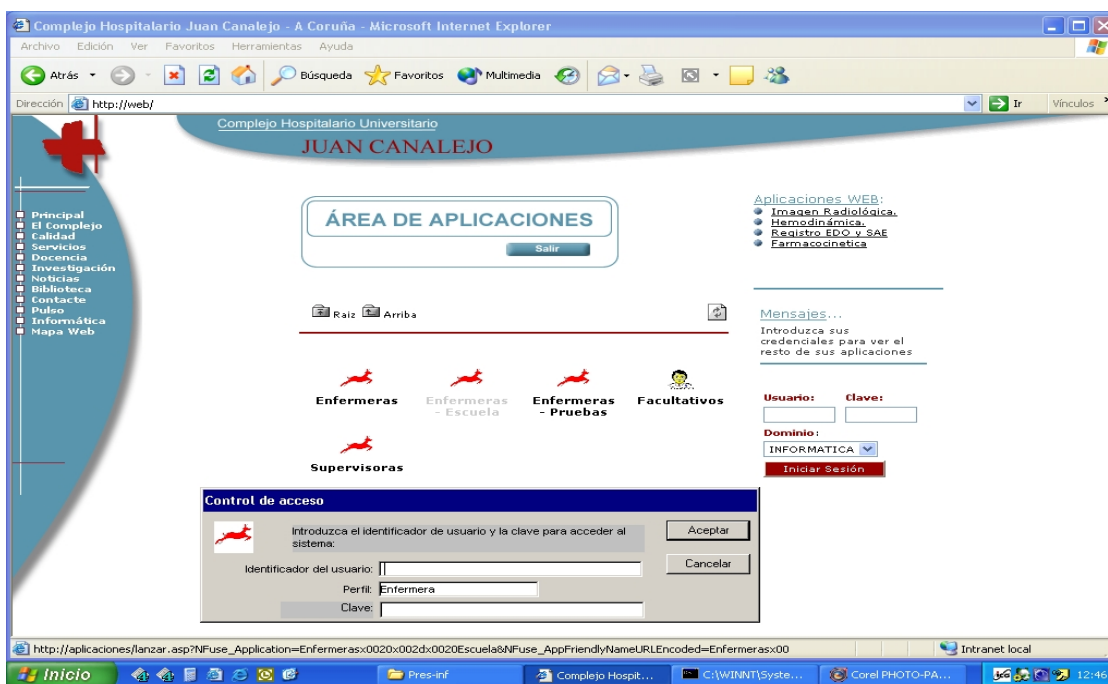 Complejo Hospitalario Juan Canalejo - A Coruña - Microsoft Internet Explorer
Archivo Edición Ver Favoritos Herramientas Ayuda
Atrás Búsqueda Favoritos Multimedia
Dirección http://web/ Ir Vínculos
Complejo Hospitalario Universitario
JUAN CANALEJO
Principal
El Complejo
Calidad
Servicios
Docencia
Investigación
Noticias
Biblioteca
Contacte
Pulso
Informática
Mapa Web
ÁREA DE APLICACIONES
Salir
Aplicaciones WEB:
Imagen Radiológica.
Hemodinámica.
Registro EDO y SAE
Farmacocinetica
Raiz Arriba
Mensajes...
Introduzca sus
credenciales para ver el
resto de sus aplicaciones
Enfermeras
Enfermeras
- Escuela
Enfermeras
- Pruebas
Facultativos
Supervisoras
Usuario: Clave:
Dominio:
INFORMATICA
Iniciar Sesión
Control de acceso
Introduzca el identificador de usuario y la clave para acceder al
sistema:
Aceptar
Cancelar
Identificador del usuario:
Perfil: Enfermera
Clave:
http://aplicaciones/lanzar.asp?NFuse_Application=Enfermerasx0020x002dx0020Escuela&NFuse_AppFriendlyNameURLEncoded=Enfermerasx00 Intranet local
Inicio Pres-inf Complejo Hospit... C:\WINNT\Syste... Corel PHOTO-PA... 12:46